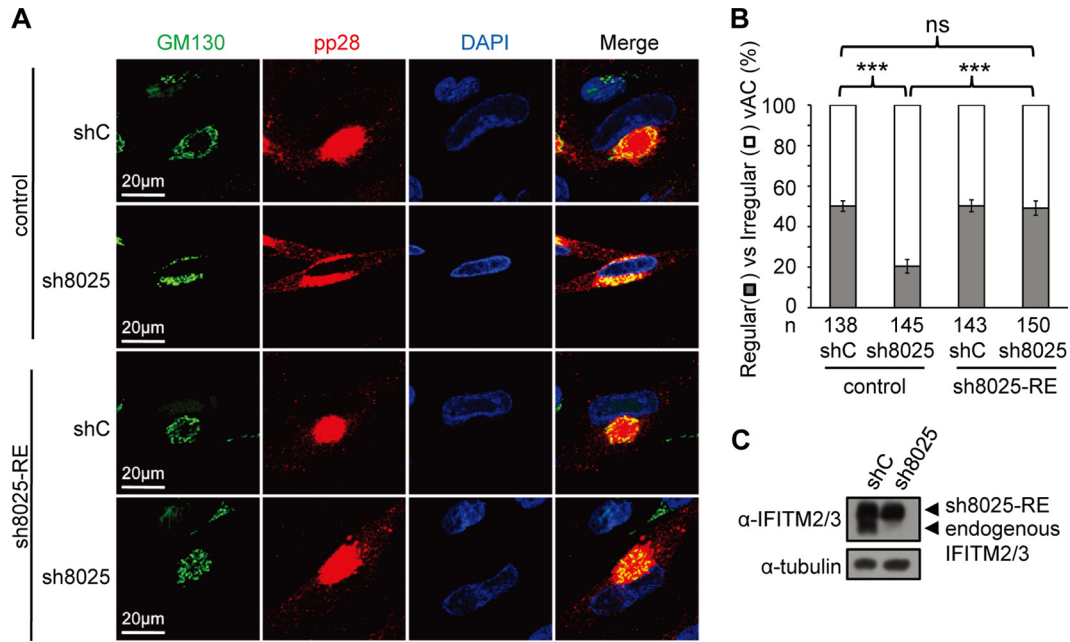 A
GM130 pp28 DAPI Merge
control
shC
20µm
sh8025
20µm
sh8025-RE
shC
20µm
sh8025
20µm
B
Regular(■) vs Irregular (□) vAC (%)
ns
*** ***
100
80
60
40
20
0
n 138 145 143 150
shC sh8025 shC sh8025
control sh8025-RE
C
shC sh8025
α-IFITM2/3
◄ sh8025-RE
◄ endogenous
IFITM2/3
α-tubulin